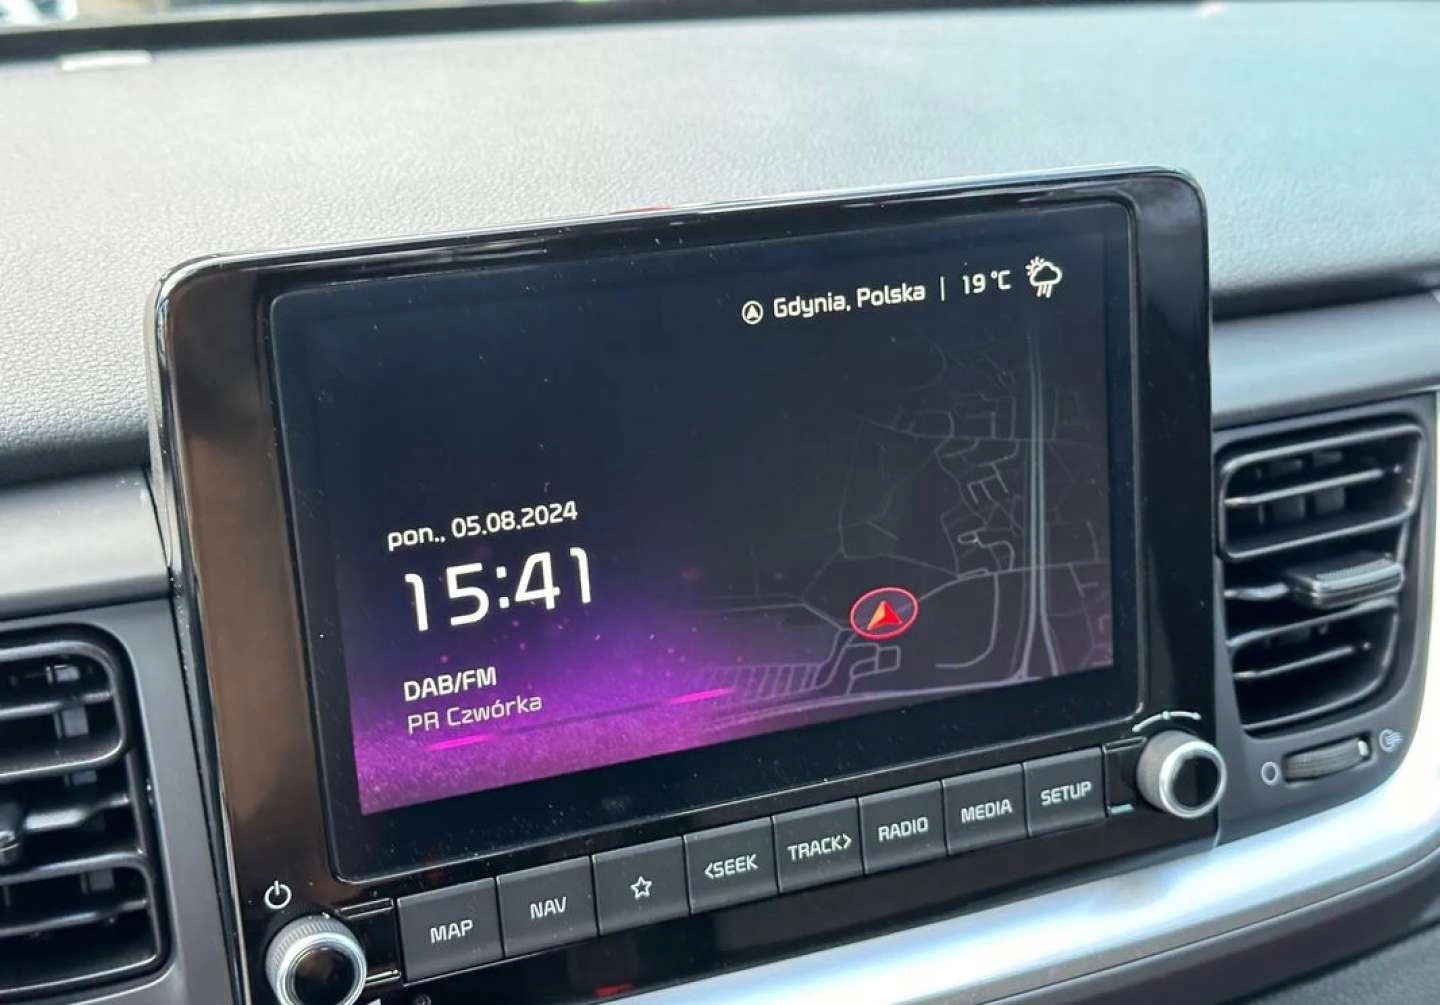 Gdynia, Polska | 19 °C
pon., 05.08.2024
15:41
DAB/FM
PR Czwórka
MAP
NAV
<SEEK
TRACK>
RADIO
MEDIA
SETUP